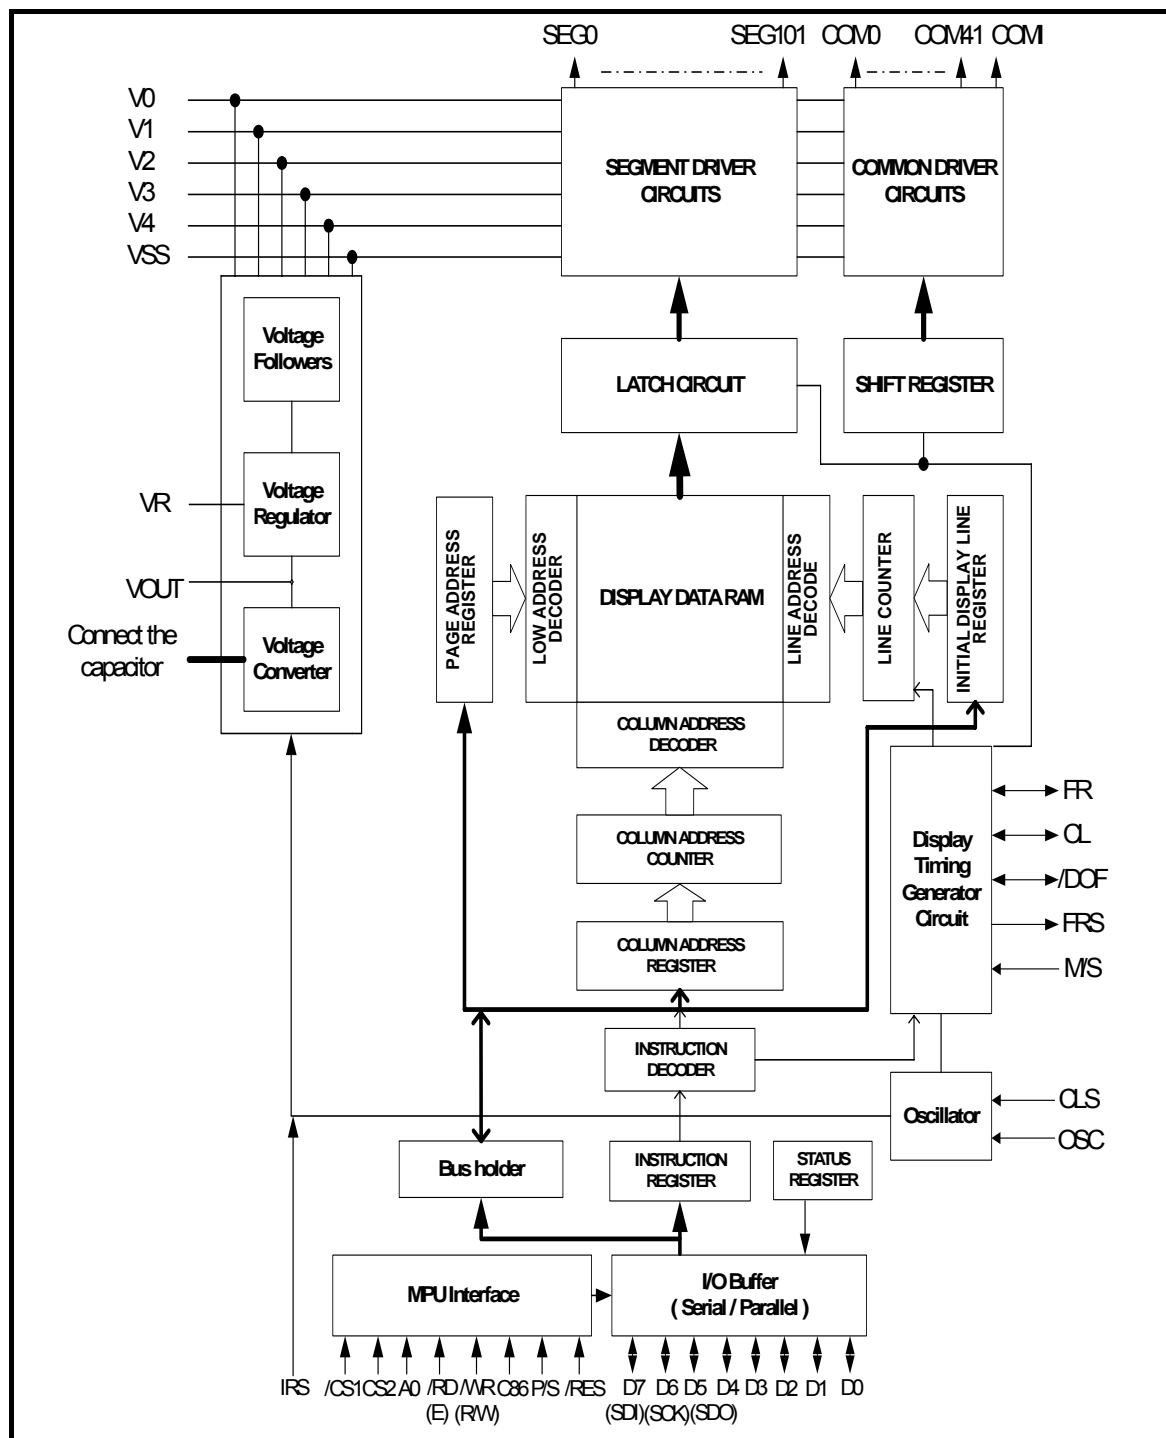 SEG0 SEG101 COM0 COM41 COMI
V0
V1
V2
V3
V4
VSS
SEGMENT DRIVER
CIRCUITS
COMMON DRIVER
CIRCUITS
Voltage
Followers
LATCH CIRCUIT
SHIFT REGISTER
VR
Voltage
Regulator
VOUT
Connect the
capacitor
Voltage
Converter
PAGE ADDRESS
REGISTER
LOW ADDRESS
DECODER
DISPLAY DATA RAM
LINE ADDRESS
DECODE
LINE COUNTER
INITIAL DISPLAY LINE
REGISTER
COLUMN ADDRESS
DECODER
COLUMN ADDRESS
COUNTER
COLUMN ADDRESS
REGISTER
Display
Timing
Generator
Circuit
FR
CL
/DOF
FRS
M/S
INSTRUCTION
DECODER
Oscillator
CLS
OSC
Bus holder
INSTRUCTION
REGISTER
STATUS
REGISTER
MPU Interface
I/O Buffer
( Serial / Parallel )
IRS /CS1 CS2 A0 /RD /WR C86 P/S /RES D7 D6 D5 D4 D3 D2 D1 D0
(E) (R/W) (SDI) (SCK) (SDO)